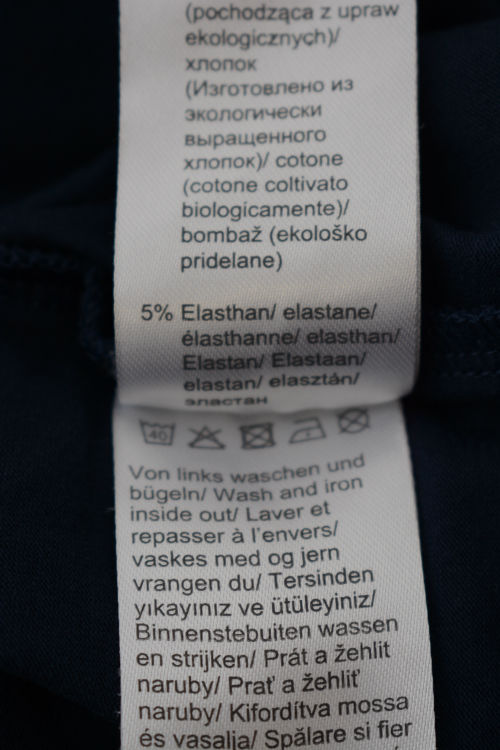 (pochodząca z upraw
ekologicznych)/
хлопок
(Изготовлено из
экологически
выращенного
хлопок)/ cotone
(cotone coltivato
biologicamente)/
bombaž (ekološko
pridelane)
5% Elasthan/ elastane/
élasthanne/ elasthan/
Elastan/ Elastaan/
elastan/ elasztán/
эластан
40
Von links waschen und
bügeln/ Wash and iron
inside out/ Laver et
repasser à l'envers/
vaskes med og jern
vrangen du/ Tersinden
yıkayınız ve ütüleyiniz/
Binnenstebuiten wassen
en strijken/ Prát a žehlit
naruby/ Prať a žehliť
naruby/ Kifordítva mossa
és vasalja/ Spălare si fier